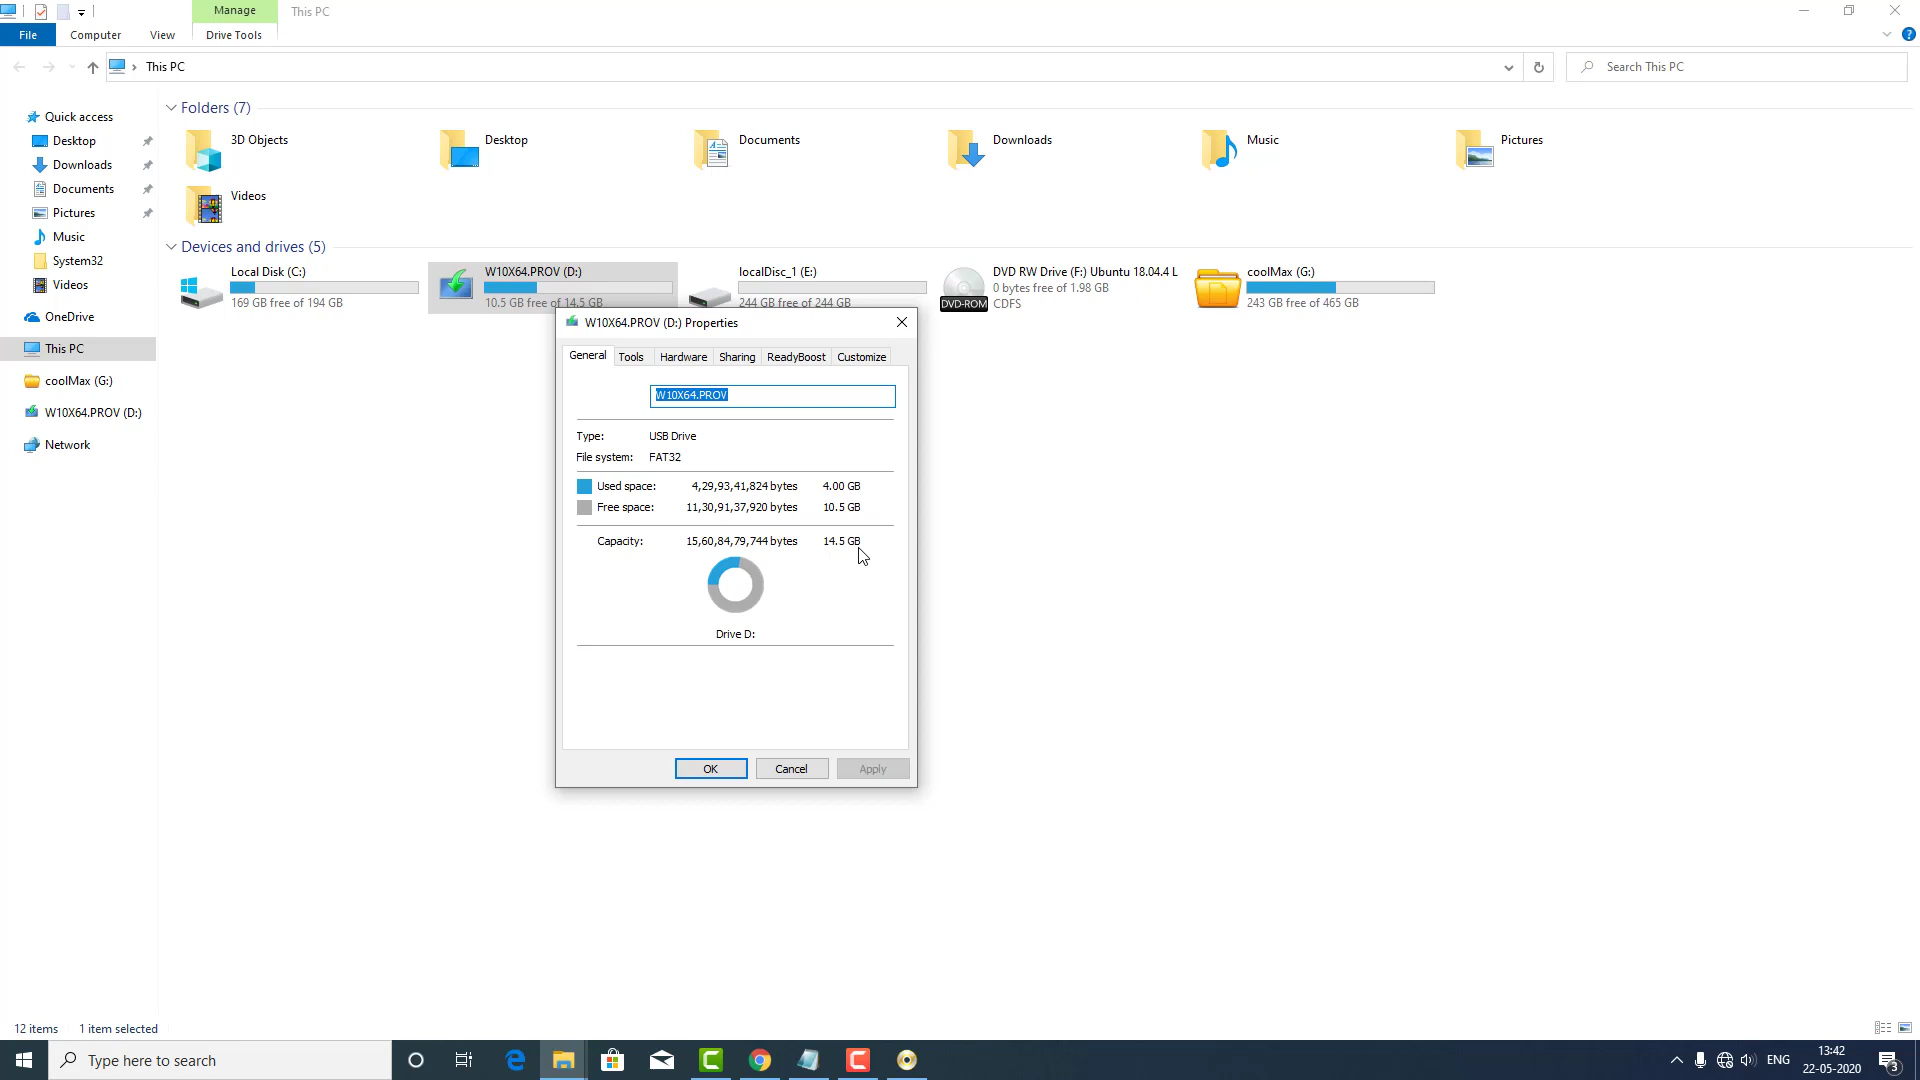 Manage
This PC
File
Computer
View
Drive Tools
This PC
Search This PC
Quick access
Desktop
Downloads
Documents
Pictures
Music
System32
Videos
OneDrive
This PC
coolMax (G:)
W10X64.PROV (D:)
Network
Folders (7)
3D Objects
Desktop
Documents
Downloads
Music
Pictures
Videos
Devices and drives (5)
Local Disk (C:)
169 GB free of 194 GB
W10X64.PROV (D:)
10.5 GB free of 14.5 GB
localDisc_1 (E:)
244 GB free of 244 GB
DVD-ROM
DVD RW Drive (F:) Ubuntu 18.04.4 L
0 bytes free of 1.98 GB
CDFS
coolMax (G:)
243 GB free of 465 GB
W10X64.PROV (D:) Properties
General
Tools
Hardware
Sharing
ReadyBoost
Customize
W10X64.PROV
Type: USB Drive
File system: FAT32
Used space: 4,29,93,41,824 bytes 4.00 GB
Free space: 11,30,91,37,920 bytes 10.5 GB
Capacity: 15,60,84,79,744 bytes 14.5 GB
Drive D:
OK
Cancel
Apply
12 items
1 item selected
Type here to search
ENG
13:42
22-05-2020
3